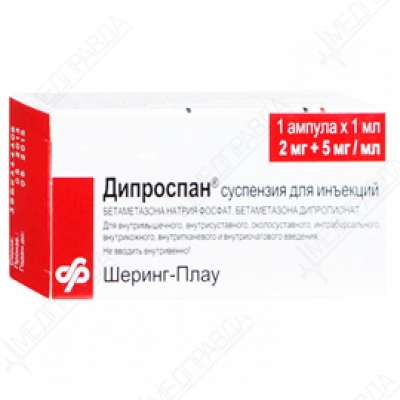 1 ампула x 1 мл
2 мг + 5 мг / мл
Дипроспан® суспензия для инъекций
БЕТАМЕТАЗОНА НАТРИЯ ФОСФАТ, БЕТАМЕТАЗОНА ДИПРОПИОНАТ
Для внутримышечного, внутрисуставного, околосуставного, интрабурсального,
внутрикожного, внутритканевого и внутриочагового введения.
Не вводить внутривенно!
Шеринг-Плау
МЕДПРАВДА